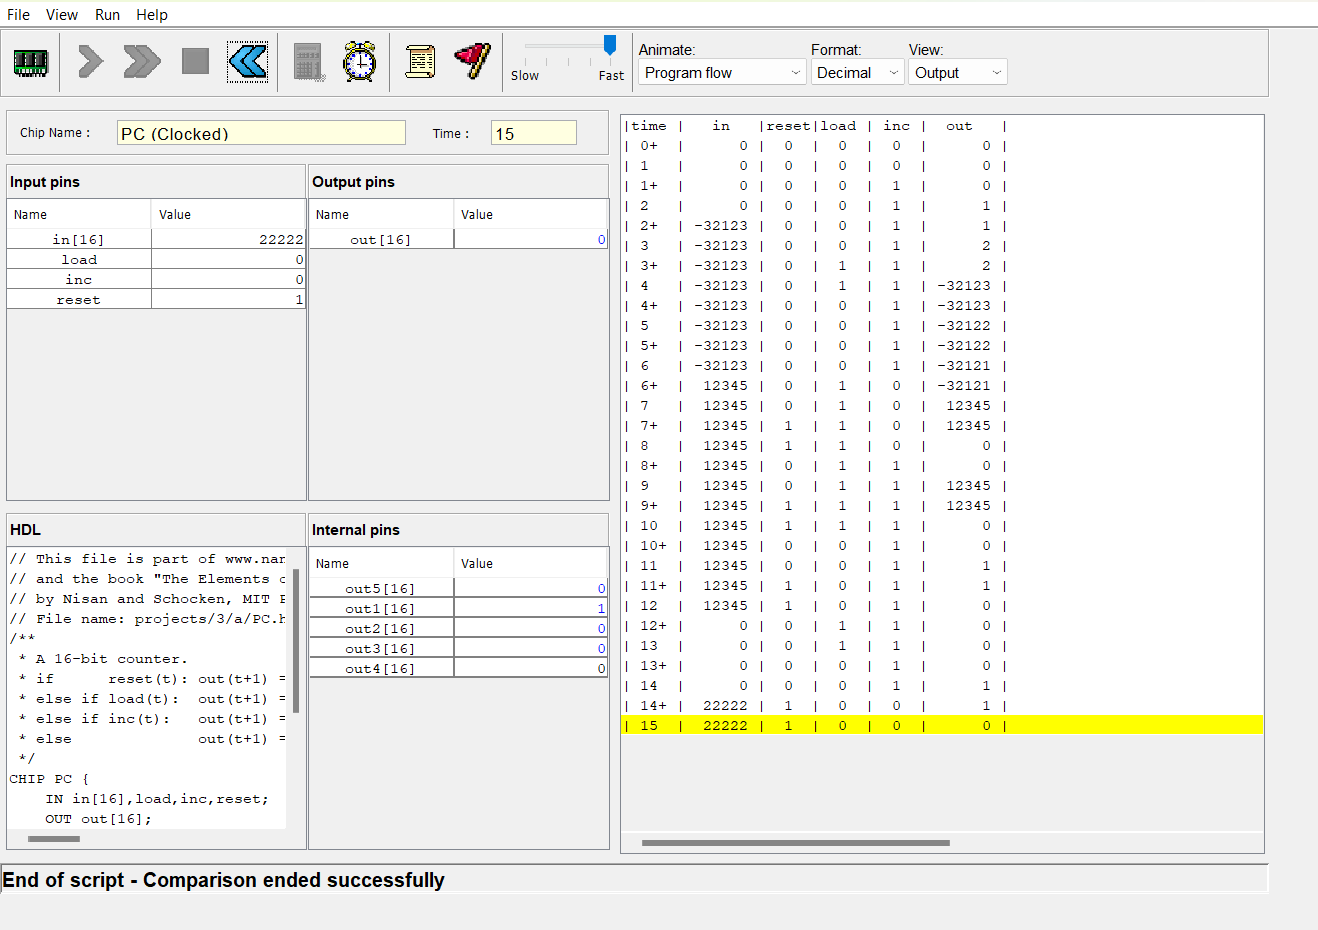 File View Run Help
Slow Fast
Animate: Format: View:
Program flow Decimal Output
Chip Name : PC (Clocked) Time : 15
Input pins
Name Value
in[16] 22222
load 0
inc 0
reset 1
Output pins
Name Value
out[16] 0
HDL
// This file is part of www.nan
// and the book "The Elements o
// by Nisan and Schocken, MIT P
// File name: projects/3/a/PC.h
/**
* A 16-bit counter.
* if reset(t): out(t+1) =
* else if load(t): out(t+1) =
* else if inc(t): out(t+1) =
* else out(t+1) =
*/
CHIP PC {
IN in[16],load,inc,reset;
OUT out[16];
Internal pins
Name Value
out5[16] 0
out1[16] 1
out2[16] 0
out3[16] 0
out4[16] 0
|time | in |reset|load | inc | out |
| 0+ | 0 | 0 | 0 | 0 | 0 |
| 1 | 0 | 0 | 0 | 0 | 0 |
| 1+ | 0 | 0 | 0 | 1 | 0 |
| 2 | 0 | 0 | 0 | 1 | 1 |
| 2+ | -32123 | 0 | 0 | 1 | 1 |
| 3 | -32123 | 0 | 0 | 1 | 2 |
| 3+ | -32123 | 0 | 1 | 1 | 2 |
| 4 | -32123 | 0 | 1 | 1 | -32123 |
| 4+ | -32123 | 0 | 0 | 1 | -32123 |
| 5 | -32123 | 0 | 0 | 1 | -32122 |
| 5+ | -32123 | 0 | 0 | 1 | -32122 |
| 6 | -32123 | 0 | 0 | 1 | -32121 |
| 6+ | 12345 | 0 | 1 | 0 | -32121 |
| 7 | 12345 | 0 | 1 | 0 | 12345 |
| 7+ | 12345 | 1 | 1 | 0 | 12345 |
| 8 | 12345 | 1 | 1 | 0 | 0 |
| 8+ | 12345 | 0 | 1 | 1 | 0 |
| 9 | 12345 | 0 | 1 | 1 | 12345 |
| 9+ | 12345 | 1 | 1 | 1 | 12345 |
| 10 | 12345 | 1 | 1 | 1 | 0 |
| 10+ | 12345 | 0 | 0 | 1 | 0 |
| 11 | 12345 | 0 | 0 | 1 | 1 |
| 11+ | 12345 | 1 | 0 | 1 | 1 |
| 12 | 12345 | 1 | 0 | 1 | 0 |
| 12+ | 0 | 0 | 1 | 1 | 0 |
| 13 | 0 | 0 | 1 | 1 | 0 |
| 13+ | 0 | 0 | 0 | 1 | 0 |
| 14 | 0 | 0 | 0 | 1 | 1 |
| 14+ | 22222 | 1 | 0 | 0 | 1 |
| 15 | 22222 | 1 | 0 | 0 | 0 |
End of script - Comparison ended successfully